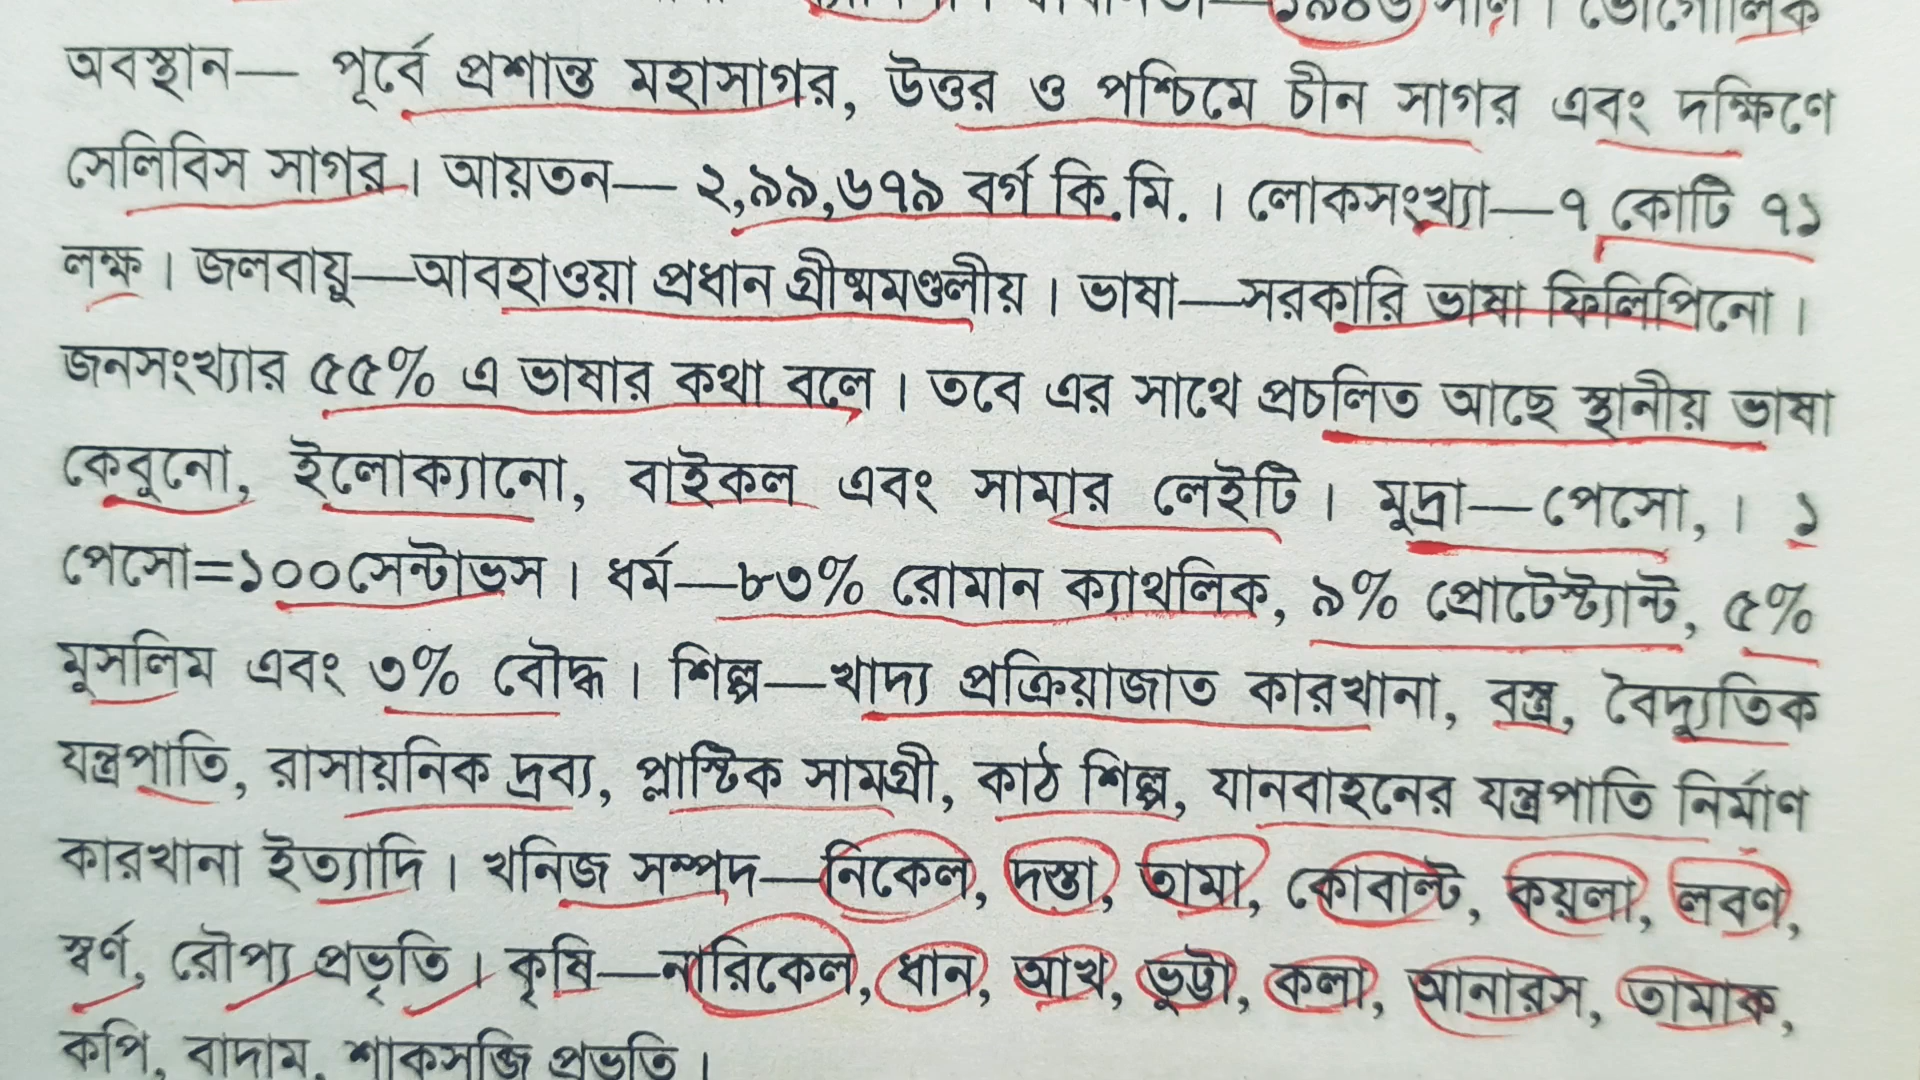 ১৯৪৬ সাল। ভৌগোলিক
অবস্থান— পূর্বে প্রশান্ত মহাসাগর, উত্তর ও পশ্চিমে চীন সাগর এবং দক্ষিণে
সেলিবিস সাগর। আয়তন— ২,৯৯,৬৭৯ বর্গ কি.মি.। লোকসংখ্যা—৭ কোটি ৭১
লক্ষ। জলবায়ু—আবহাওয়া প্রধান গ্রীষ্মমণ্ডলীয়। ভাষা—সরকারি ভাষা ফিলিপিনো।
জনসংখ্যার ৫৫% এ ভাষার কথা বলে। তবে এর সাথে প্রচলিত আছে স্থানীয় ভাষা
কেবুনো, ইলোক্যানো, বাইকল এবং সামার লেইটি। মুদ্রা—পেসো,। ১
পেসো=১০০সেন্টাভস। ধর্ম—৮৩% রোমান ক্যাথলিক, ৯% প্রোটেস্ট্যান্ট, ৫%
মুসলিম এবং ৩% বৌদ্ধ। শিল্প—খাদ্য প্রক্রিয়াজাত কারখানা, বস্ত্র, বৈদ্যুতিক
যন্ত্রপাতি, রাসায়নিক দ্রব্য, প্লাস্টিক সামগ্রী, কাঠ শিল্প, যানবাহনের যন্ত্রপাতি নির্মাণ
কারখানা ইত্যাদি। খনিজ সম্পদ—নিকেল, দস্তা, তামা, কোবাল্ট, কয়লা, লবণ,
স্বর্ণ, রৌপ্য প্রভৃতি। কৃষি—নারিকেল, ধান, আখ, ভুট্টা, কলা, আনারস, তামাক,
কপি, বাদাম, শাকসব্জি প্রভৃতি।